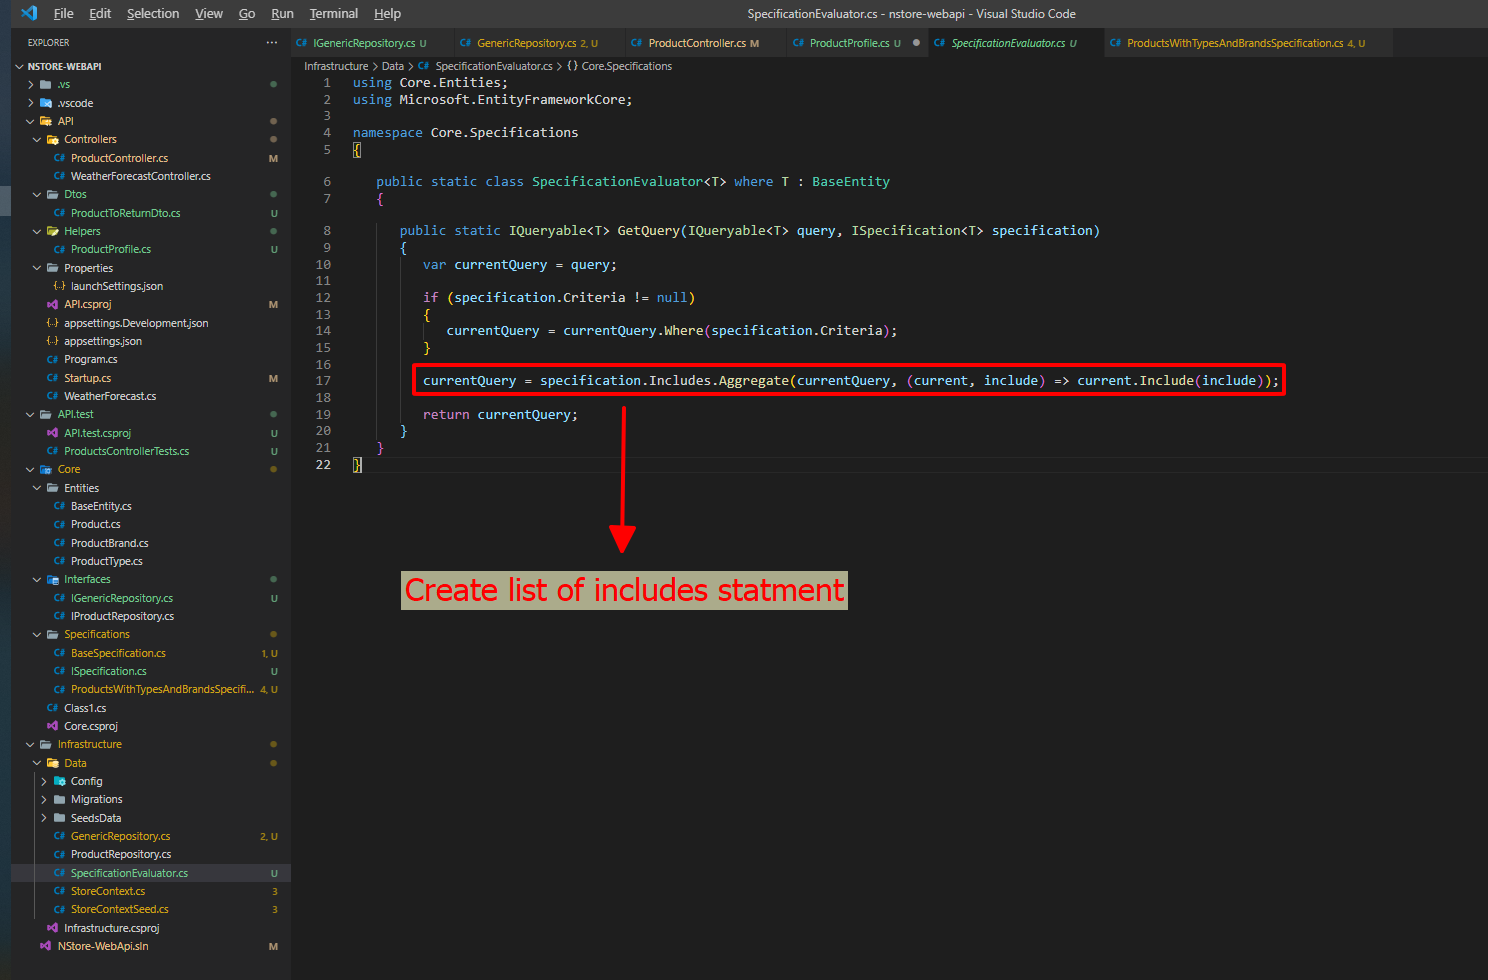 File Edit Selection View Go Run Terminal Help
SpecificationEvaluator.cs - nstore-webapi - Visual Studio Code
EXPLORER ···
NSTORE-WEBAPI
.vs
.vscode
API
Controllers
C# ProductController.cs M
C# WeatherForecastController.cs
Dtos
C# ProductToReturnDto.cs U
Helpers
C# ProductProfile.cs U
Properties
{..} launchSettings.json
API.csproj M
{..} appsettings.Development.json
{..} appsettings.json
C# Program.cs
C# Startup.cs M
C# WeatherForecast.cs
API.test
API.test.csproj U
C# ProductsControllerTests.cs U
Core
Entities
C# BaseEntity.cs
C# Product.cs
C# ProductBrand.cs
C# ProductType.cs
Interfaces
C# IGenericRepository.cs U
C# IProductRepository.cs
Specifications
C# BaseSpecification.cs 1, U
C# ISpecification.cs U
C# ProductsWithTypesAndBrandsSpecifi... 4, U
C# Class1.cs
Core.csproj
Infrastructure
Data
Config
Migrations
SeedsData
C# GenericRepository.cs 2, U
C# ProductRepository.cs
C# SpecificationEvaluator.cs U
C# StoreContext.cs 3
C# StoreContextSeed.cs 3
Infrastructure.csproj
NStore-WebApi.sln M
C# IGenericRepository.cs U
C# GenericRepository.cs 2, U
C# ProductController.cs M
C# ProductProfile.cs U
C# SpecificationEvaluator.cs U
C# ProductsWithTypesAndBrandsSpecification.cs 4, U
Infrastructure > Data > C# SpecificationEvaluator.cs > {} Core.Specifications
1 using Core.Entities;
2 using Microsoft.EntityFrameworkCore;
3
4 namespace Core.Specifications
5 {
6 public static class SpecificationEvaluator<T> where T : BaseEntity
7 {
8 public static IQueryable<T> GetQuery(IQueryable<T> query, ISpecification<T> specification)
9 {
10 var currentQuery = query;
11
12 if (specification.Criteria != null)
13 {
14 currentQuery = currentQuery.Where(specification.Criteria);
15 }
16
17 currentQuery = specification.Includes.Aggregate(currentQuery, (current, include) => current.Include(include));
18
19 return currentQuery;
20 }
21 }
22 }
Create list of includes statment